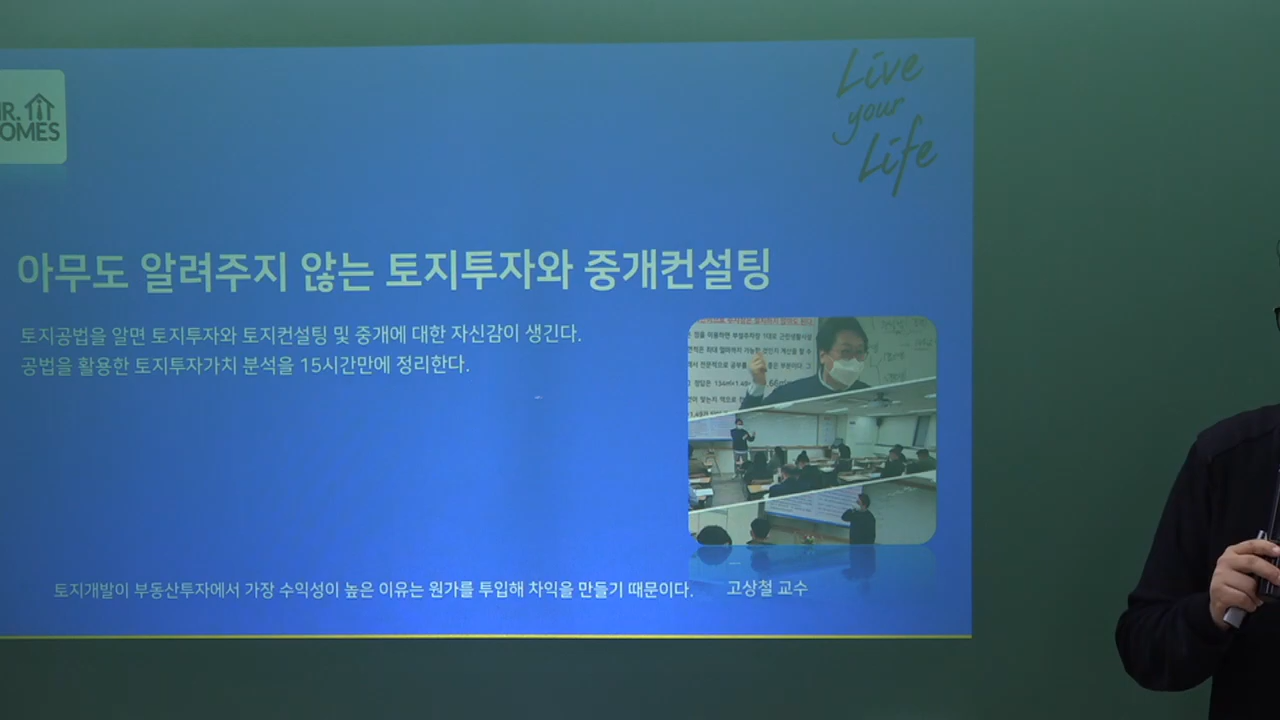 Live
your
Life
R.
OMES
아무도 알려주지 않는 토지투자와 중개컨설팅
토지공법을 알면 토지투자와 토지컨설팅 및 중개에 대한 자신감이 생긴다.
공법을 활용한 토지투자가치 분석을 15시간만에 정리한다.
토지개발이 부동산투자에서 가장 수익성이 높은 이유는 원가를 투입해 차익을 만들기 때문이다.
고상철 교수